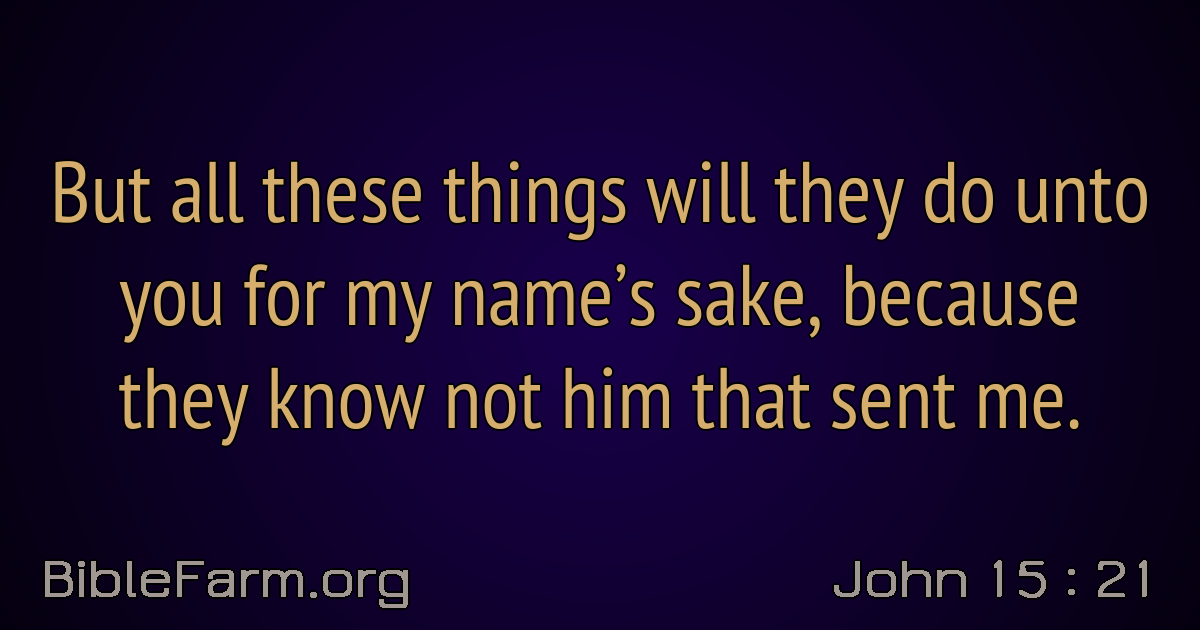 But all these things will they do unto
you for my name’s sake, because
they know not him that sent me.
BibleFarm.org
John 15 : 21